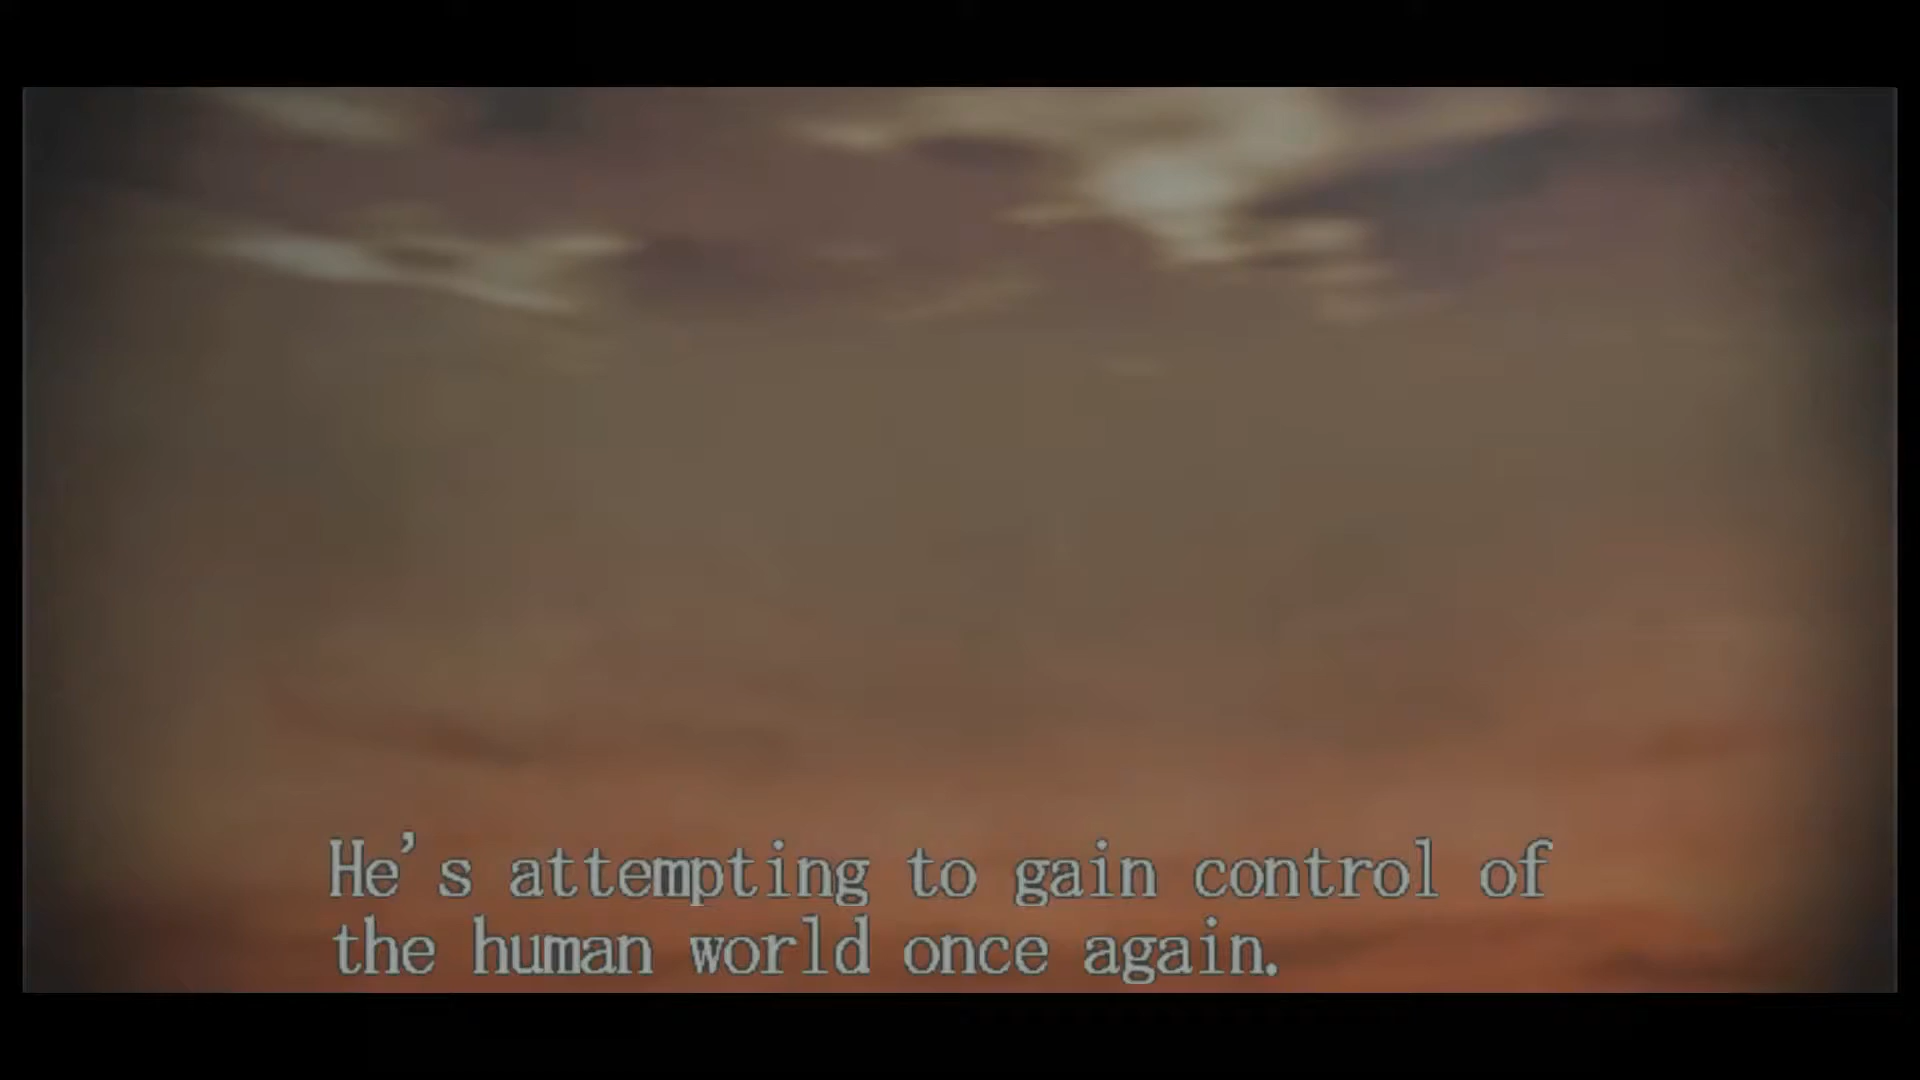 He's attempting to gain control of
the human world once again.